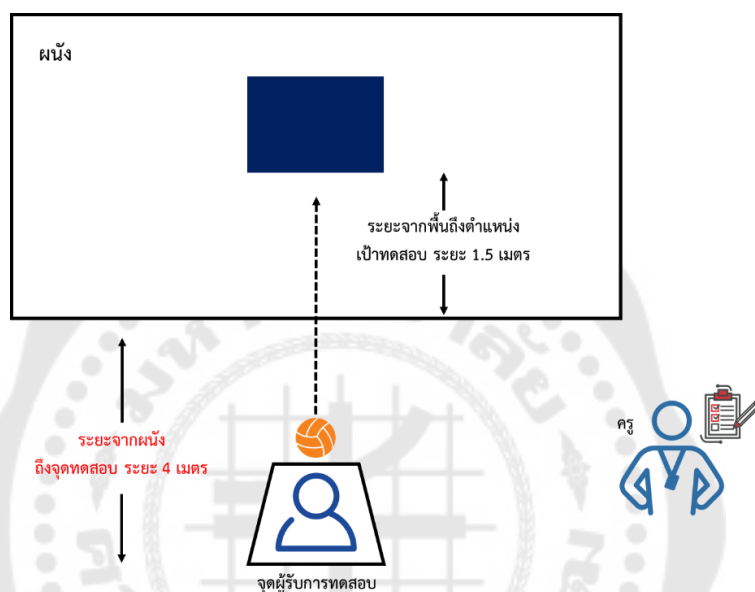 ผนัง
ระยะจากพื้นถึงตำแหน่ง
เป้าทดสอบ ระยะ 1.5 เมตร
ครู
ระยะจากผนัง
ถึงจุดทดสอบ ระยะ 4 เมตร
จุดผู้รับการทดสอบ